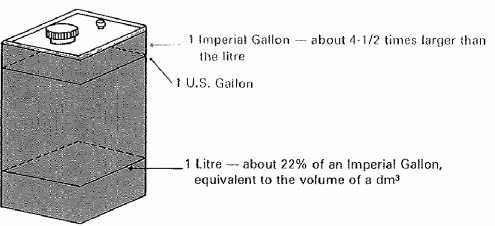 1 Imperial Gallon — about 4-1/2 times larger than
the litre
1 U.S. Gallon
1 Litre — about 22% of an Imperial Gallon,
equivalent to the volume of a dm³